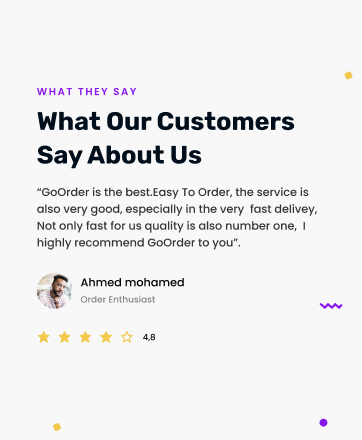 WHAT THEY SAY
What Our Customers
Say About Us
“GoOrder is the best.Easy To Order, the service is
also very good, especially in the very  fast delivey,
Not only fast for us quality is also number one,  I
highly recommend GoOrder to you”.
Ahmed mohamed
Order Enthusiast
4,8